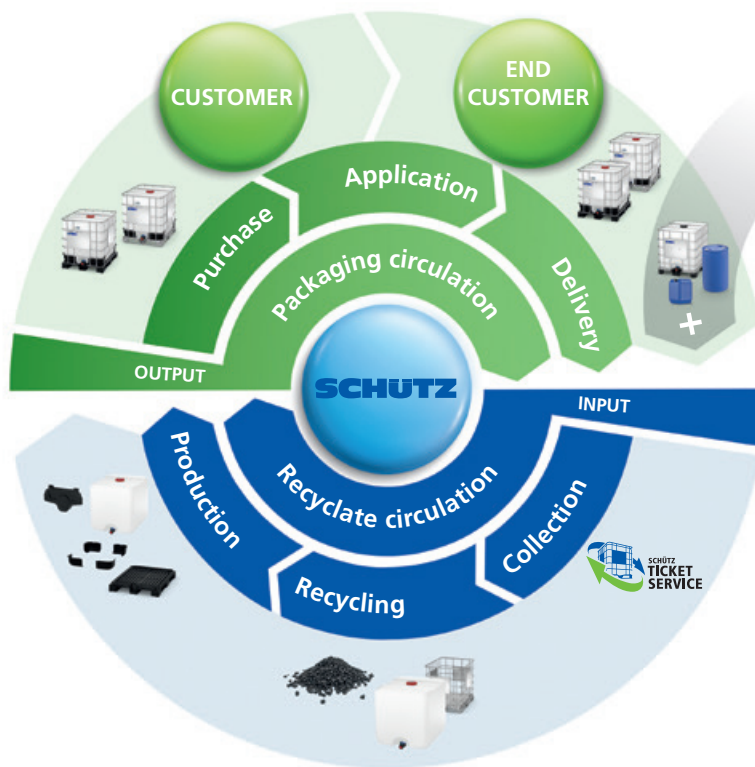 CUSTOMER
END
CUSTOMER
Purchase
Application
Delivery
Packaging circulation
+
OUTPUT
SCHÜTZ
INPUT
Production
Recyclate circulation
Collection
Recycling
SCHÜTZ
TICKET
SERVICE